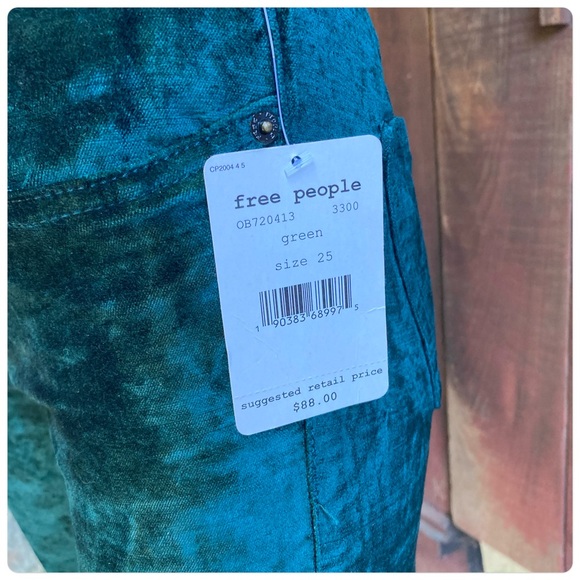 CP2004 4 5
free people
OB720413 3300
green
size 25
1 90383 68997 5
suggested retail price
$88.00